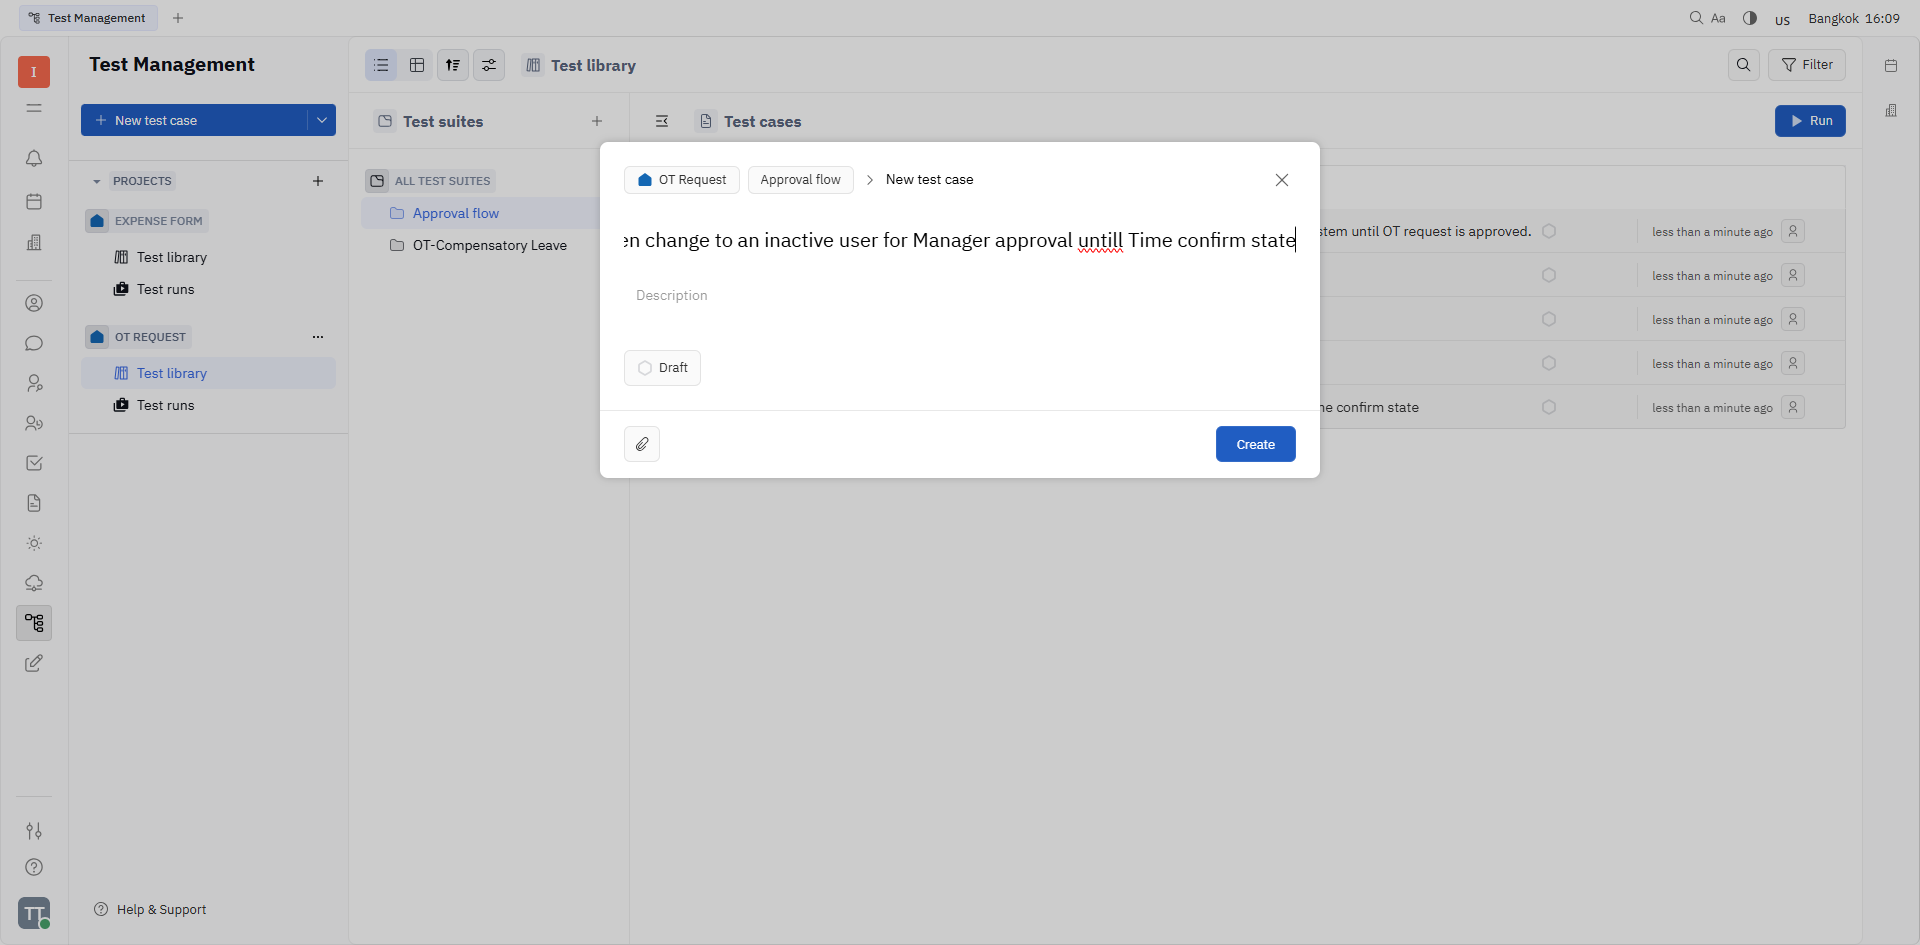 Test Management
Aa
US
Bangkok 16:09
I
Test Management
New test case
PROJECTS
EXPENSE FORM
Test library
Test runs
OT REQUEST
Test library
Test runs
Help & Support
TT
Test library
Filter
Test suites
Test cases
Run
ALL TEST SUITES
Approval flow
OT-Compensatory Leave
OT Request
Approval flow
New test case
change to an inactive user for Manager approval untill Time confirm state
Description
Draft
Create
until OT request is approved.
less than a minute ago
less than a minute ago
less than a minute ago
less than a minute ago
confirm state
less than a minute ago